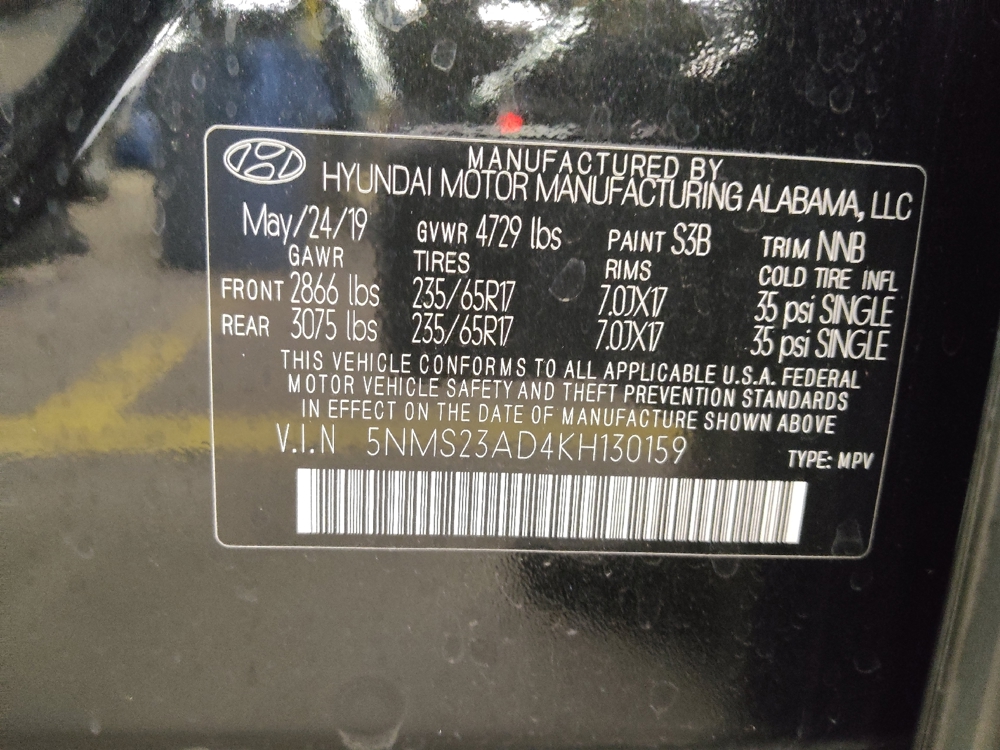 MANUFACTURED BY
HYUNDAI MOTOR MANUFACTURING ALABAMA, LLC
May/24/19 GVWR 4729 lbs PAINT S3B TRIM NNB
GAWR TIRES RIMS COLD TIRE INFL
FRONT 2866 lbs 235/65R17 7.0JX17 35 psi SINGLE
REAR 3075 lbs 235/65R17 7.0JX17 35 psi SINGLE
THIS VEHICLE CONFORMS TO ALL APPLICABLE U.S.A. FEDERAL
MOTOR VEHICLE SAFETY AND THEFT PREVENTION STANDARDS
IN EFFECT ON THE DATE OF MANUFACTURE SHOWN ABOVE
V.I.N 5NMS23AD4KH130159 TYPE: MPV